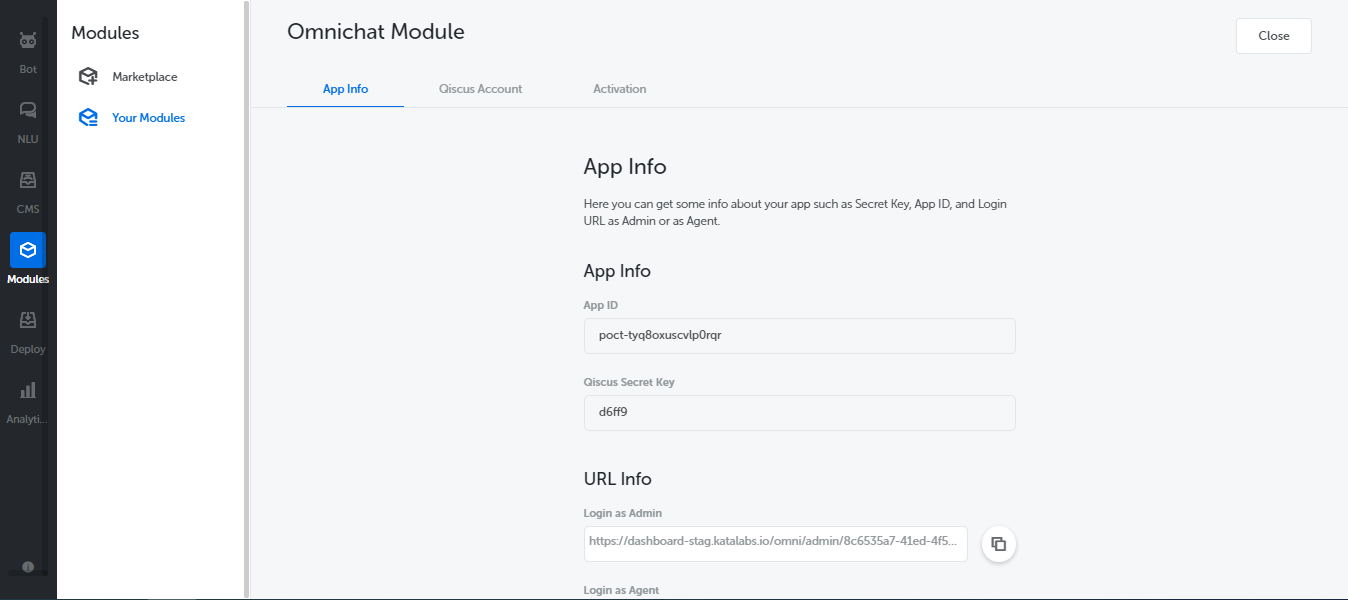 Bot
NLU
CMS
Modules
Deploy
Analyti...
Modules
Marketplace
Your Modules
Omnichat Module
Close
App Info
Qiscus Account
Activation
App Info
Here you can get some info about your app such as Secret Key, App ID, and Login
URL as Admin or as Agent.
App Info
App ID
poct-tyq8oxuscvlp0rqr
Qiscus Secret Key
d6ff9
URL Info
Login as Admin
https://dashboard-stag.katalabs.io/omni/admin/8c6535a7-41ed-4f5...
Login as Agent